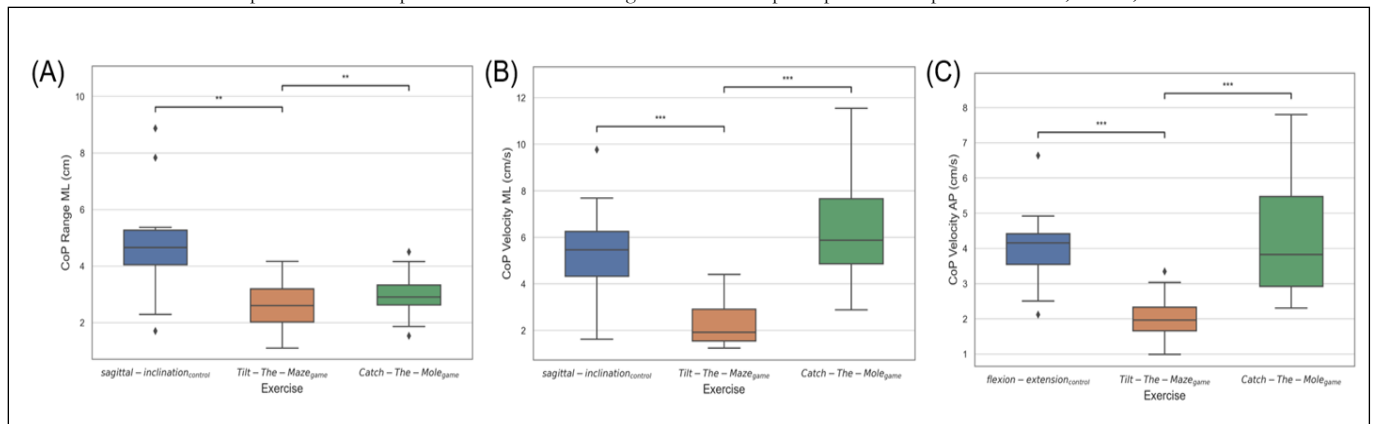 (A)
CoP Range ML (cm)
10
8
6
4
2
**
**
sagittal-inclination_control
Tilt-The-Maze_game
Catch-The-Mole_game
Exercise
(B)
CoP Velocity ML (cm/s)
12
10
8
6
4
2
***
***
sagittal-inclination_control
Tilt-The-Maze_game
Catch-The-Mole_game
Exercise
(C)
CoP Velocity AP (cm/s)
8
7
6
5
4
3
2
1
***
***
flexion-extension_control
Tilt-The-Maze_game
Catch-The-Mole_game
Exercise